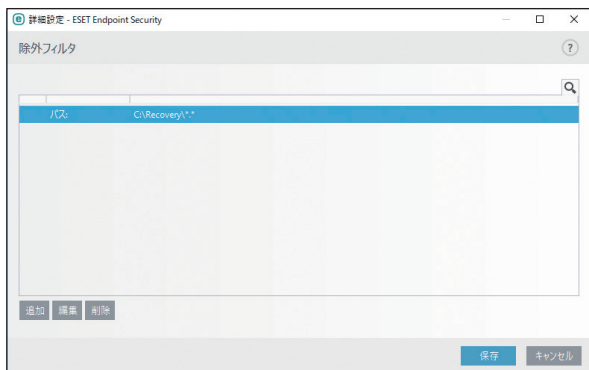 詳細設定 - ESET Endpoint Security
除外フィルタ
?
パス: C:\Recovery\*.*
追加 編集 削除
保存 キャンセル